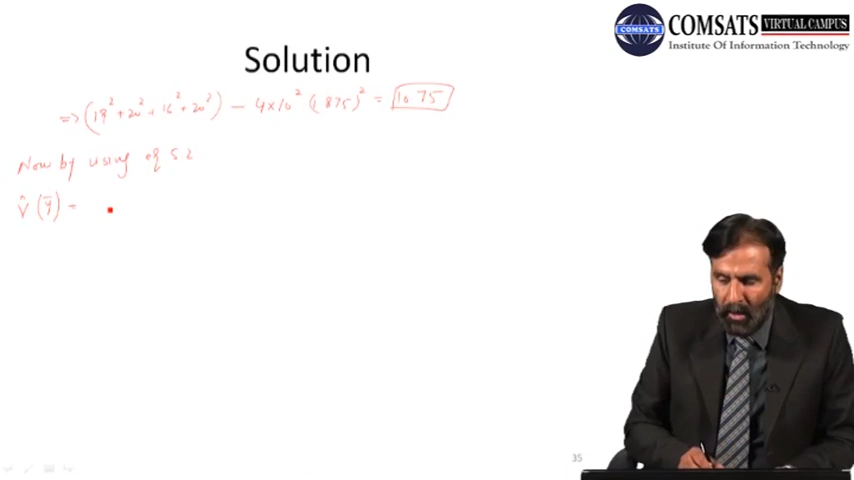 COMSATS VIRTUAL CAMPUS
COMSATS
Institute Of Information Technology
Solution
=> (19² + 20² + 16² + 20²) — 4×10² (1.875)² = 10.75
Now by using eq 5.2
V̂ (ȳ) =
35